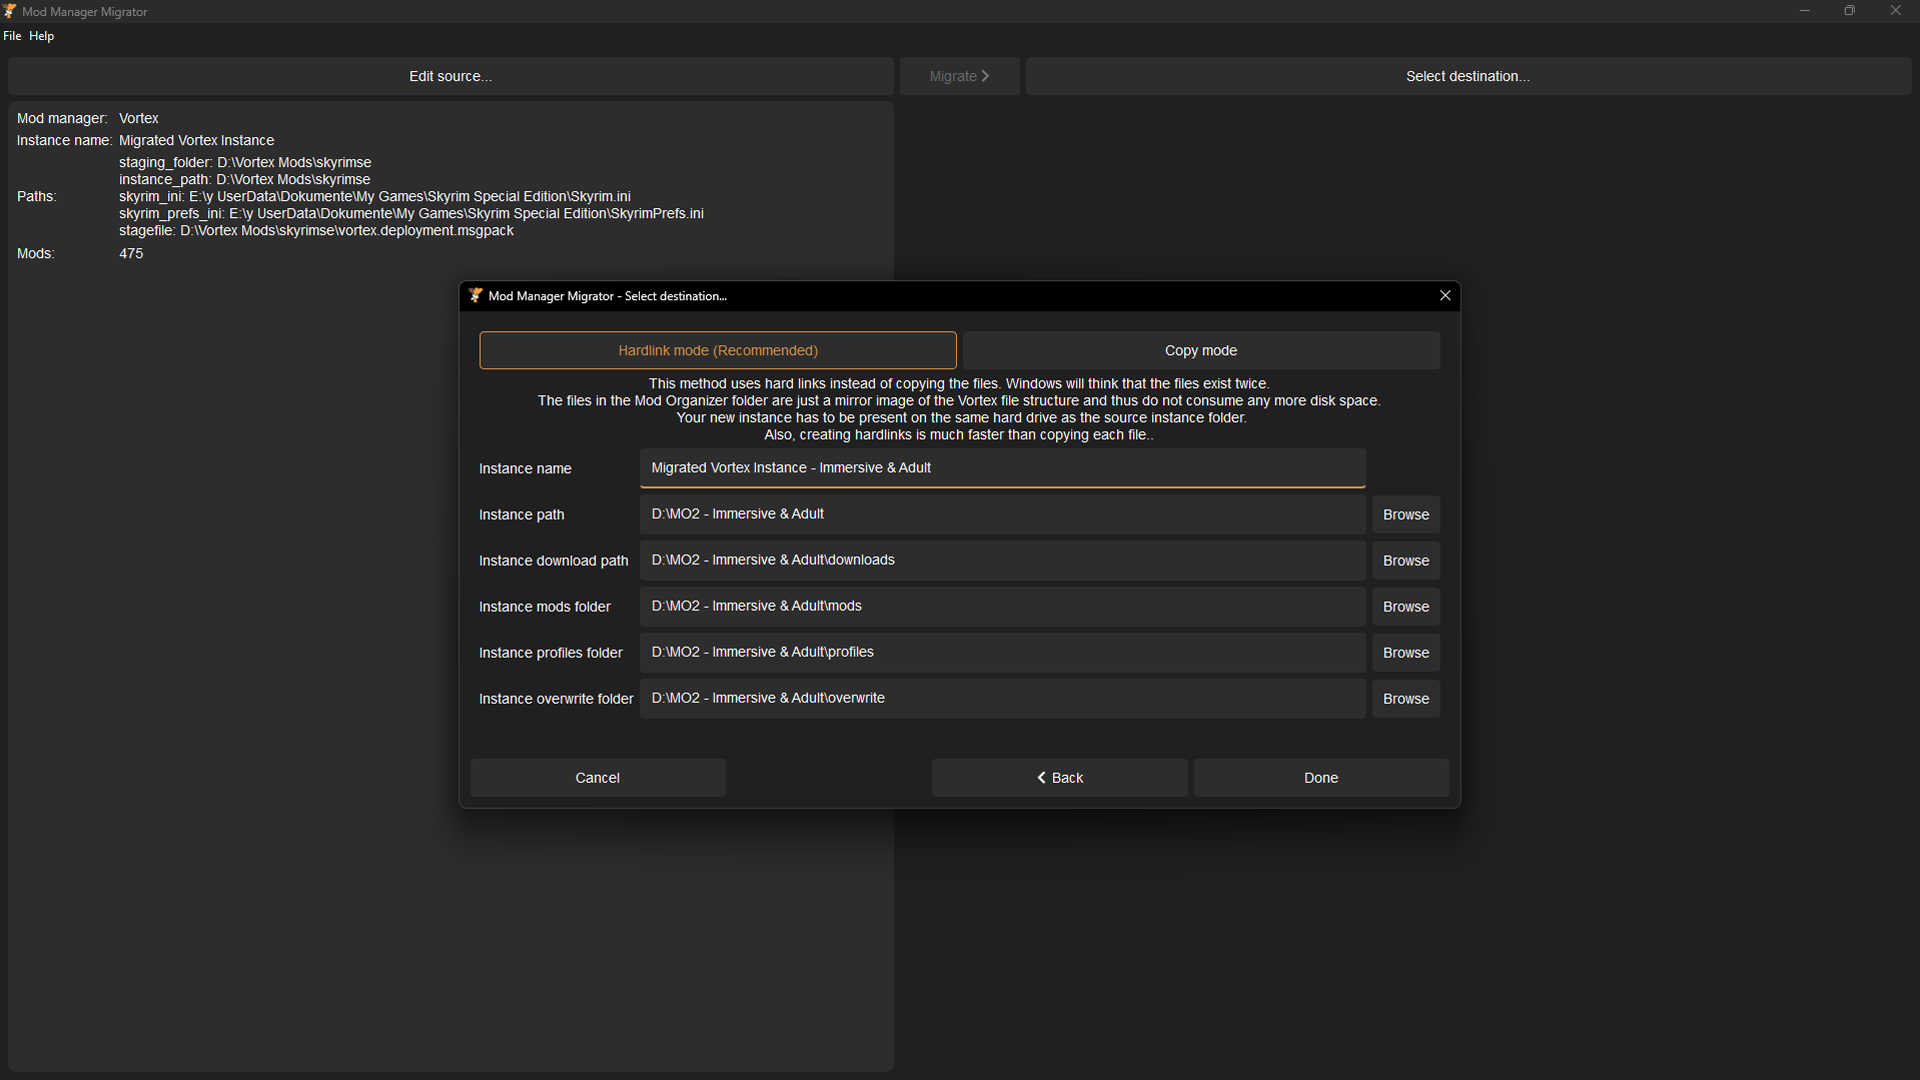 Mod Manager Migrator
File Help
Edit source...
Migrate
Select destination...
Mod manager: Vortex
Instance name: Migrated Vortex Instance
Paths:
staging_folder: D:\Vortex Mods\skyrimse
instance_path: D:\Vortex Mods\skyrimse
skyrim_ini: E:\y UserData\Dokumente\My Games\Skyrim Special Edition\Skyrim.ini
skyrim_prefs_ini: E:\y UserData\Dokumente\My Games\Skyrim Special Edition\SkyrimPrefs.ini
stagefile: D:\Vortex Mods\skyrimse\vortex.deployment.msgpack
Mods: 475
Mod Manager Migrator - Select destination...
Hardlink mode (Recommended)
Copy mode
This method uses hard links instead of copying the files. Windows will think that the files exist twice.
The files in the Mod Organizer folder are just a mirror image of the Vortex file structure and thus do not consume any more disk space.
Your new instance has to be present on the same hard drive as the source instance folder.
Also, creating hardlinks is much faster than copying each file..
Instance name Migrated Vortex Instance - Immersive & Adult
Instance path D:\MO2 - Immersive & Adult Browse
Instance download path D:\MO2 - Immersive & Adult\downloads Browse
Instance mods folder D:\MO2 - Immersive & Adult\mods Browse
Instance profiles folder D:\MO2 - Immersive & Adult\profiles Browse
Instance overwrite folder D:\MO2 - Immersive & Adult\overwrite Browse
Cancel
Back
Done